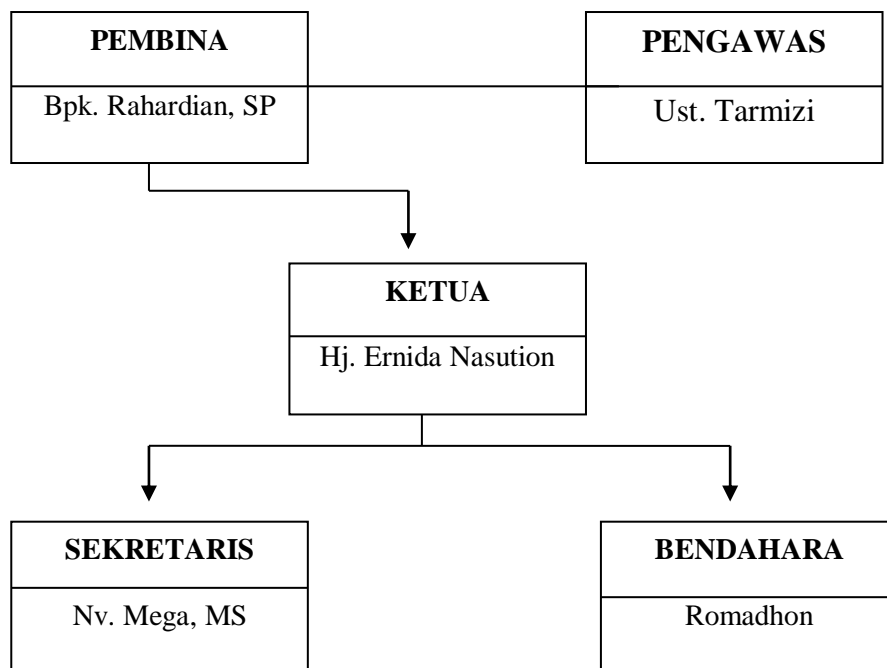 PEMBINA
Bpk. Rahardian, SP
PENGAWAS
Ust. Tarmizi
KETUA
Hj. Ernida Nasution
SEKRETARIS
Nv. Mega, MS
BENDAHARA
Romadhon